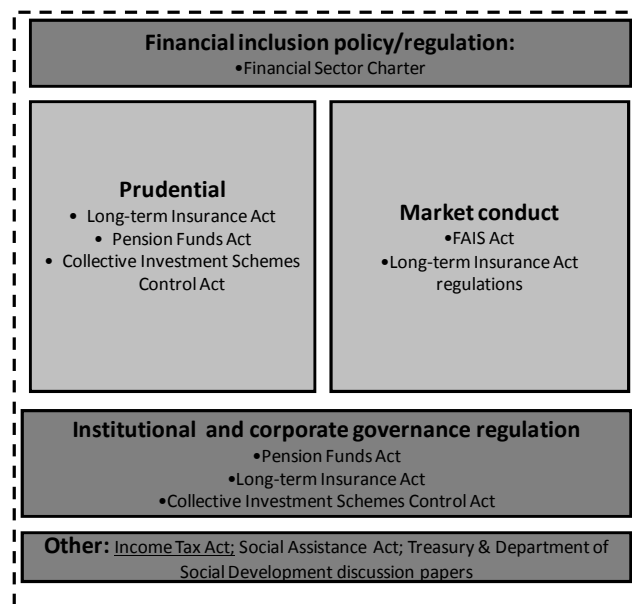 Financial inclusion policy/regulation:
•Financial Sector Charter
Prudential
• Long-term Insurance Act
• Pension Funds Act
• Collective Investment Schemes
Control Act
Market conduct
•FAIS Act
•Long-term Insurance Act
regulations
Institutional and corporate governance regulation
•Pension Funds Act
•Long-term Insurance Act
•Collective Investment Schemes Control Act
Other: Income Tax Act; Social Assistance Act; Treasury & Department of
Social Development discussion papers